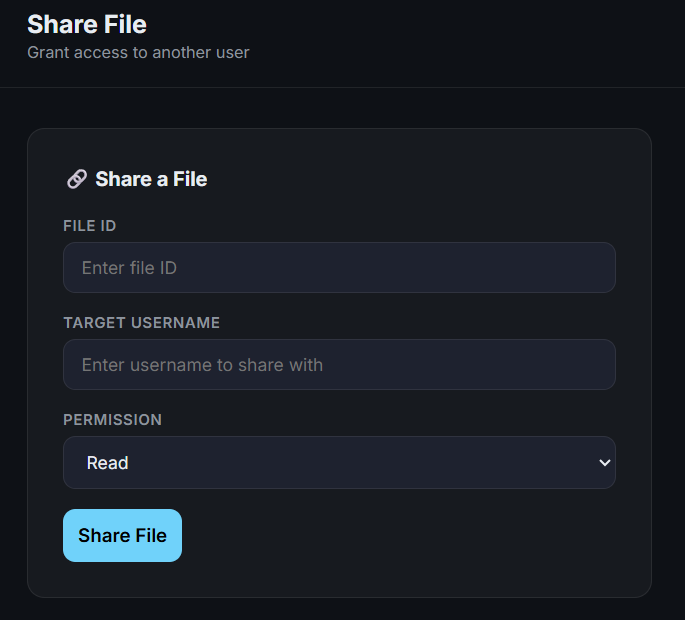 Share File
Grant access to another user
Share a File
FILE ID
Enter file ID
TARGET USERNAME
Enter username to share with
PERMISSION
Read
Share File